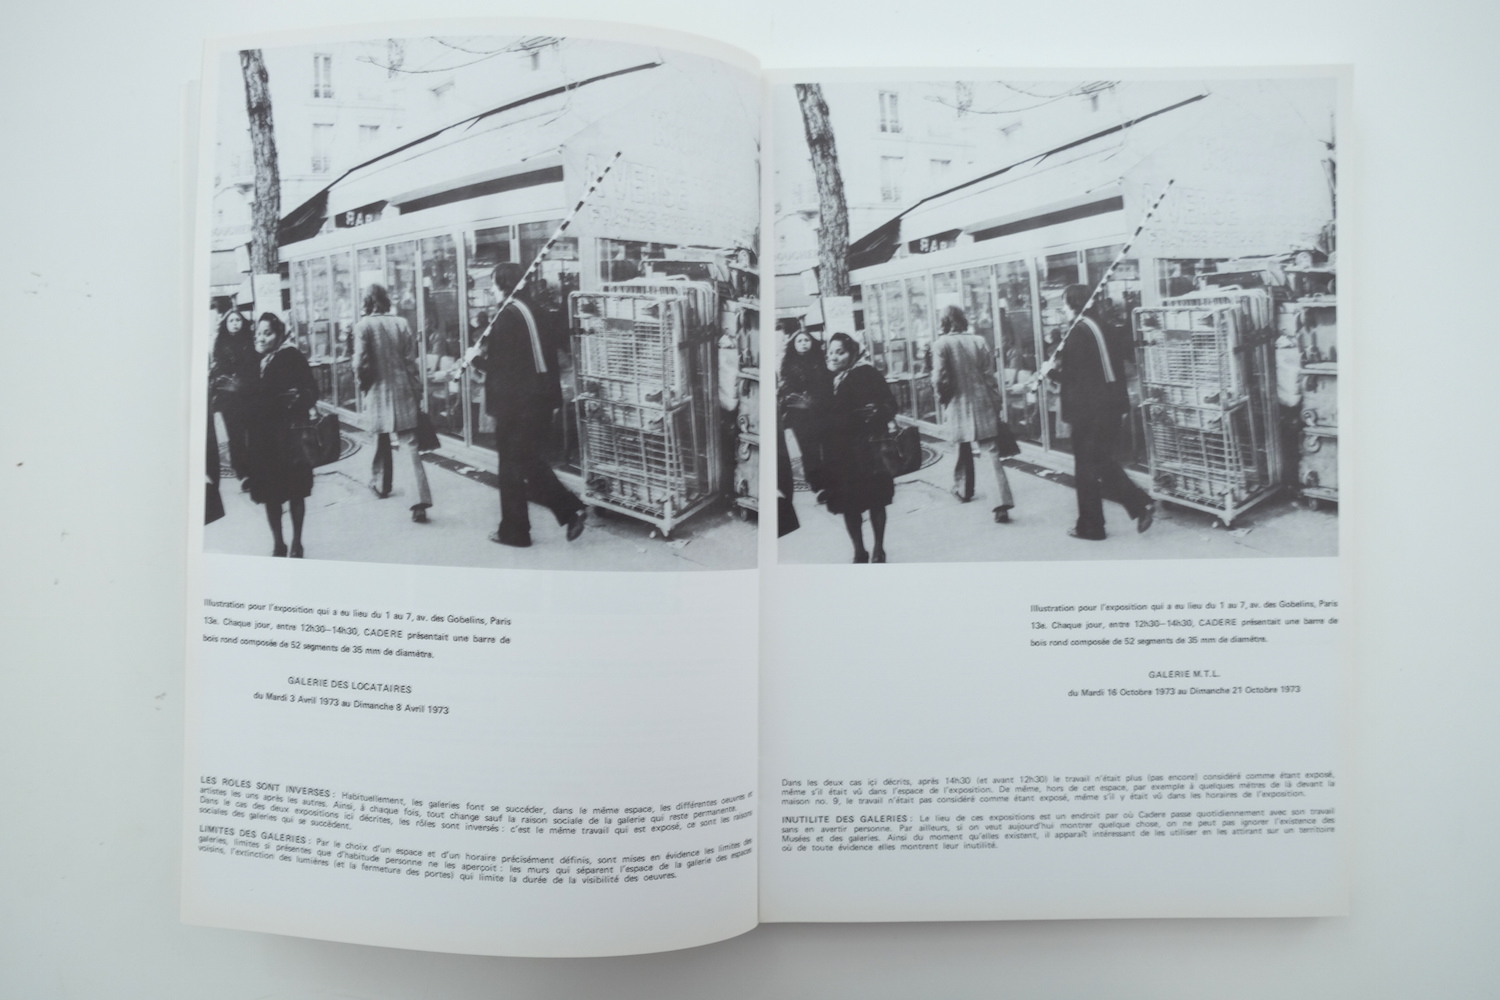 BAR
Illustration pour l'exposition qui a eu lieu du 1 au 7, av. des Gobelins, Paris
13e. Chaque jour, entre 12h30–14h30, CADERE présentait une barre de
bois rond composée de 52 segments de 35 mm de diamètre.
GALERIE DES LOCATAIRES
du Mardi 3 Avril 1973 au Dimanche 8 Avril 1973
LES ROLES SONT INVERSES : Habituellement, les galeries font se succéder, dans le même espace, les différentes oeuvres et
artistes les uns après les autres. Ainsi, à chaque fois, tout change sauf la raison sociale de la galerie qui reste permanente.
Dans le cas des deux expositions ici décrites, les rôles sont inversés : c'est le même travail qui est exposé, ce sont les raisons
sociales des galeries qui se succèdent.
LIMITES DES GALERIES : Par le choix d'un espace et d'un horaire précisément définis, sont mises en évidence les limites des
galeries, limites si présentes que d'habitude personne ne les aperçoit : les murs qui séparent l'espace de la galerie des espaces
voisins, l'extinction des lumières (et la fermeture des portes) qui limite la durée de la visibilité des oeuvres.
BAR
Illustration pour l'exposition qui a eu lieu du 1 au 7, av. des Gobelins, Paris
13e. Chaque jour, entre 12h30–14h30, CADERE présentait une barre de
bois rond composée de 52 segments de 35 mm de diamètre.
GALERIE M.T.L.
du Mardi 16 Octobre 1973 au Dimanche 21 Octobre 1973
Dans les deux cas içi décrits, après 14h30 (et avant 12h30) le travail n'était plus (pas encore) considéré comme étant exposé,
même s'il était vû dans l'espace de l'exposition. De même, hors de cet espace, par exemple à quelques mètres de là devant la
maison no. 9, le travail n'était pas considéré comme étant exposé, même s'il y était vû dans les horaires de l'exposition.
INUTILITE DES GALERIES : Le lieu de ces expositions est un endroit par où Cadere passe quotidiennement avec son travail
sans en avertir personne. Par ailleurs, si on veut aujourd'hui montrer quelque chose, on ne peut pas ignorer l'existence des
Musées et des galeries. Ainsi du moment qu'elles existent, il apparaît intéressant de les utiliser en les attirant sur un territoire
où de toute évidence elles montrent leur inutilité.